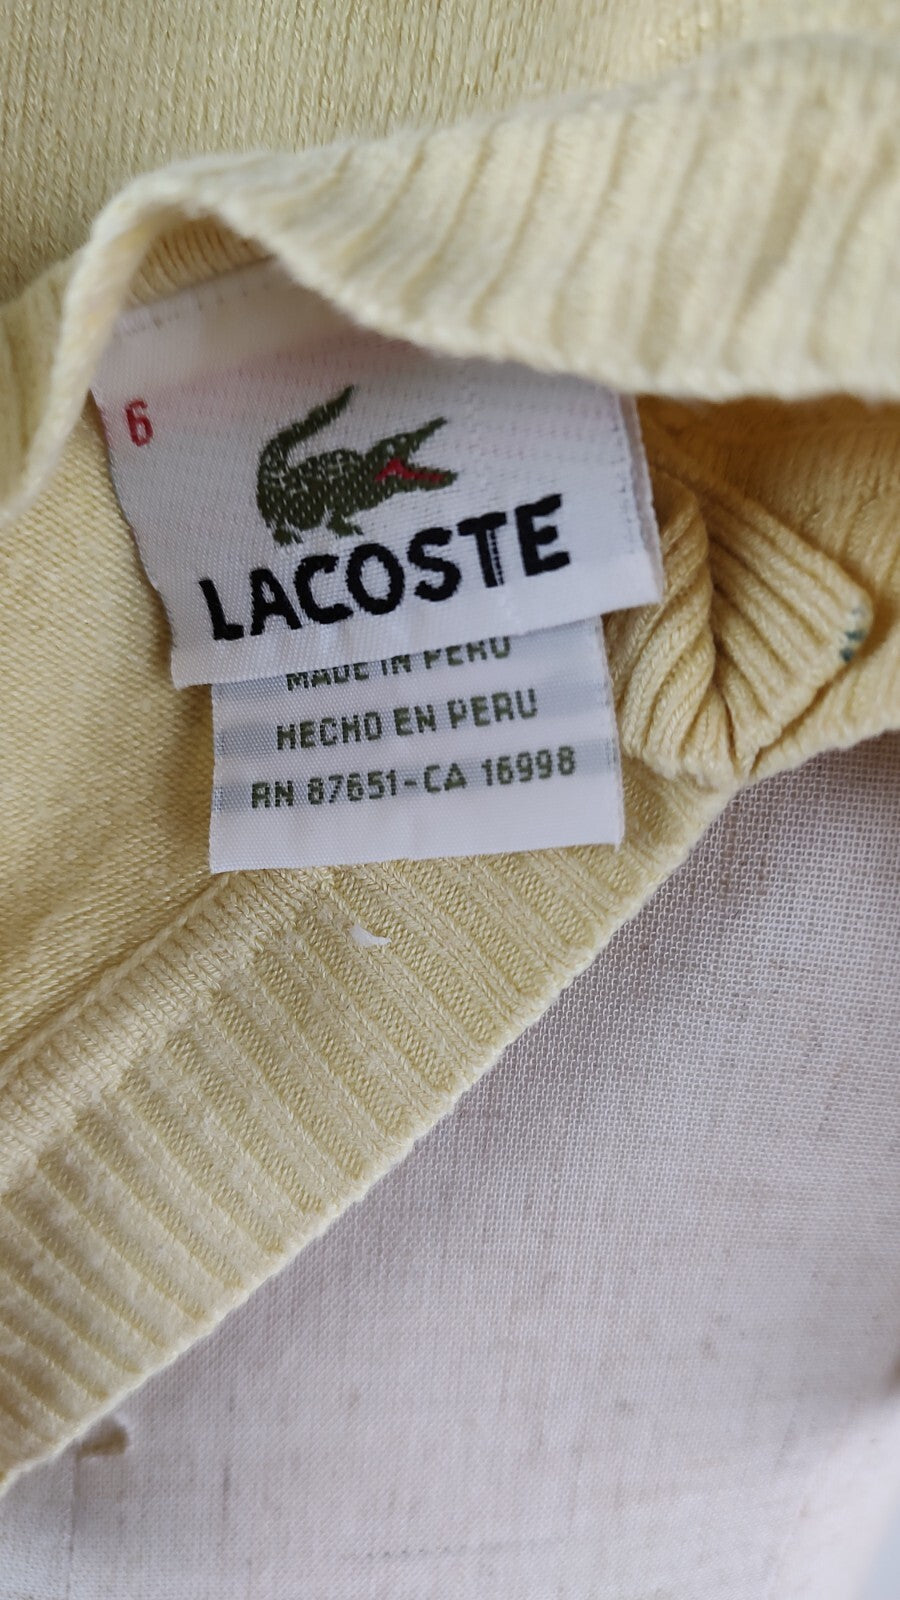 6
LACOSTE
MADE IN PERU
HECHO EN PERU
RN 87651-CA 16998